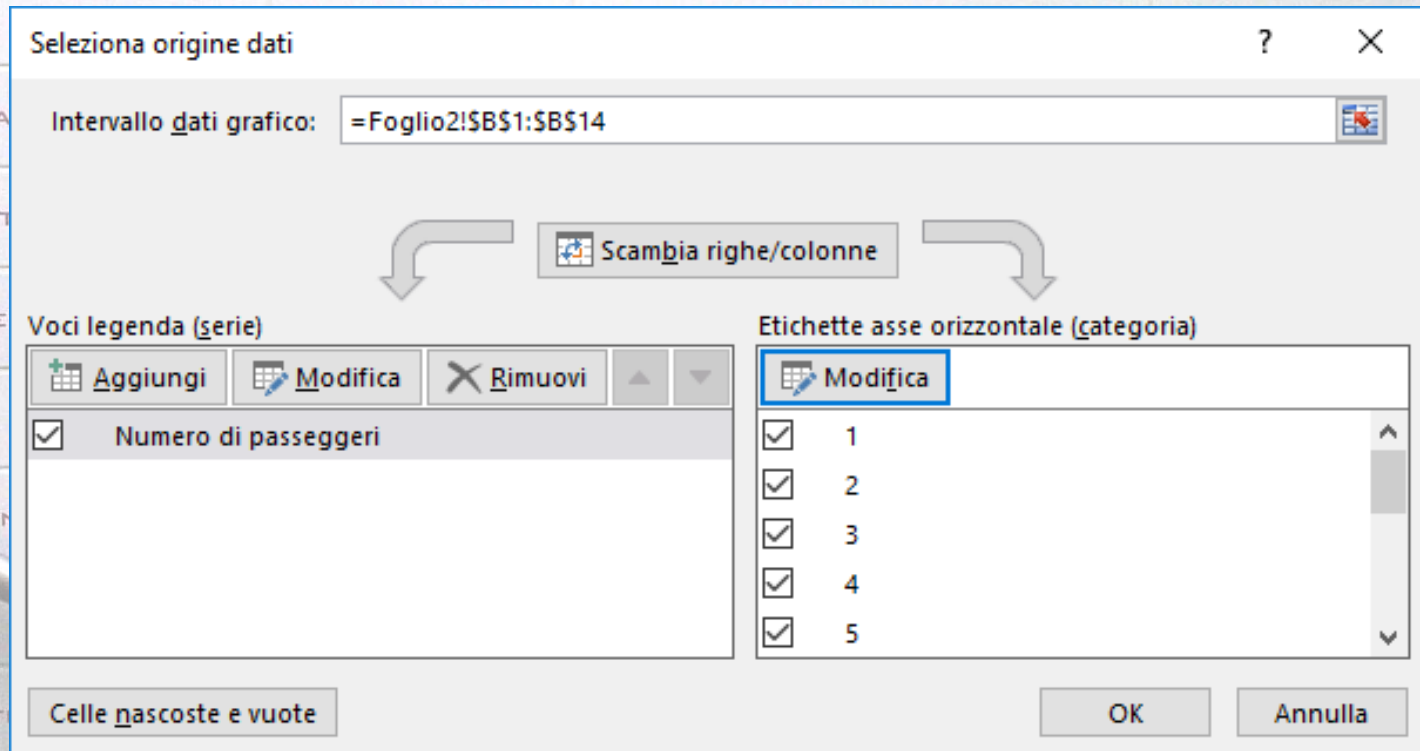 Seleziona origine dati
?
Intervallo dati grafico: =Foglio2!$B$1:$B$14
Scambia righe/colonne
Voci legenda (serie)
Aggiungi Modifica Rimuovi
Numero di passeggeri
Etichette asse orizzontale (categoria)
Modifica
1
2
3
4
5
Celle nascoste e vuote
OK Annulla